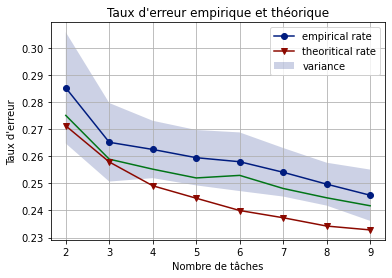 Taux d'erreur empirique et théorique
empirical rate
theoritical rate
variance
Taux d'erreur
0.30
0.29
0.28
0.27
0.26
0.25
0.24
0.23
2 3 4 5 6 7 8 9
Nombre de tâches